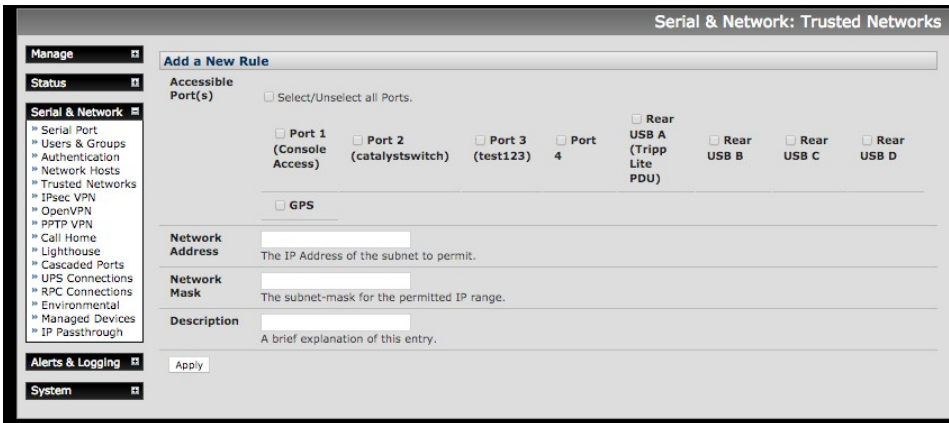 Serial & Network: Trusted Networks
Manage
Status
Serial & Network
Serial Port
Users & Groups
Authentication
Network Hosts
Trusted Networks
IPsec VPN
OpenVPN
PPTP VPN
Call Home
Lighthouse
Cascaded Ports
UPS Connections
RPC Connections
Environmental
Managed Devices
IP Passthrough
Alerts & Logging
System
Add a New Rule
Accessible
Port(s)
Select/Unselect all Ports.
Port 1
(Console
Access)
Port 2
(catalystswitch)
Port 3
(test123)
Port
4
Rear
USB A
(Tripp
Lite
PDU)
Rear
USB B
Rear
USB C
Rear
USB D
GPS
Network
Address
The IP Address of the subnet to permit.
Network
Mask
The subnet-mask for the permitted IP range.
Description
A brief explanation of this entry.
Apply